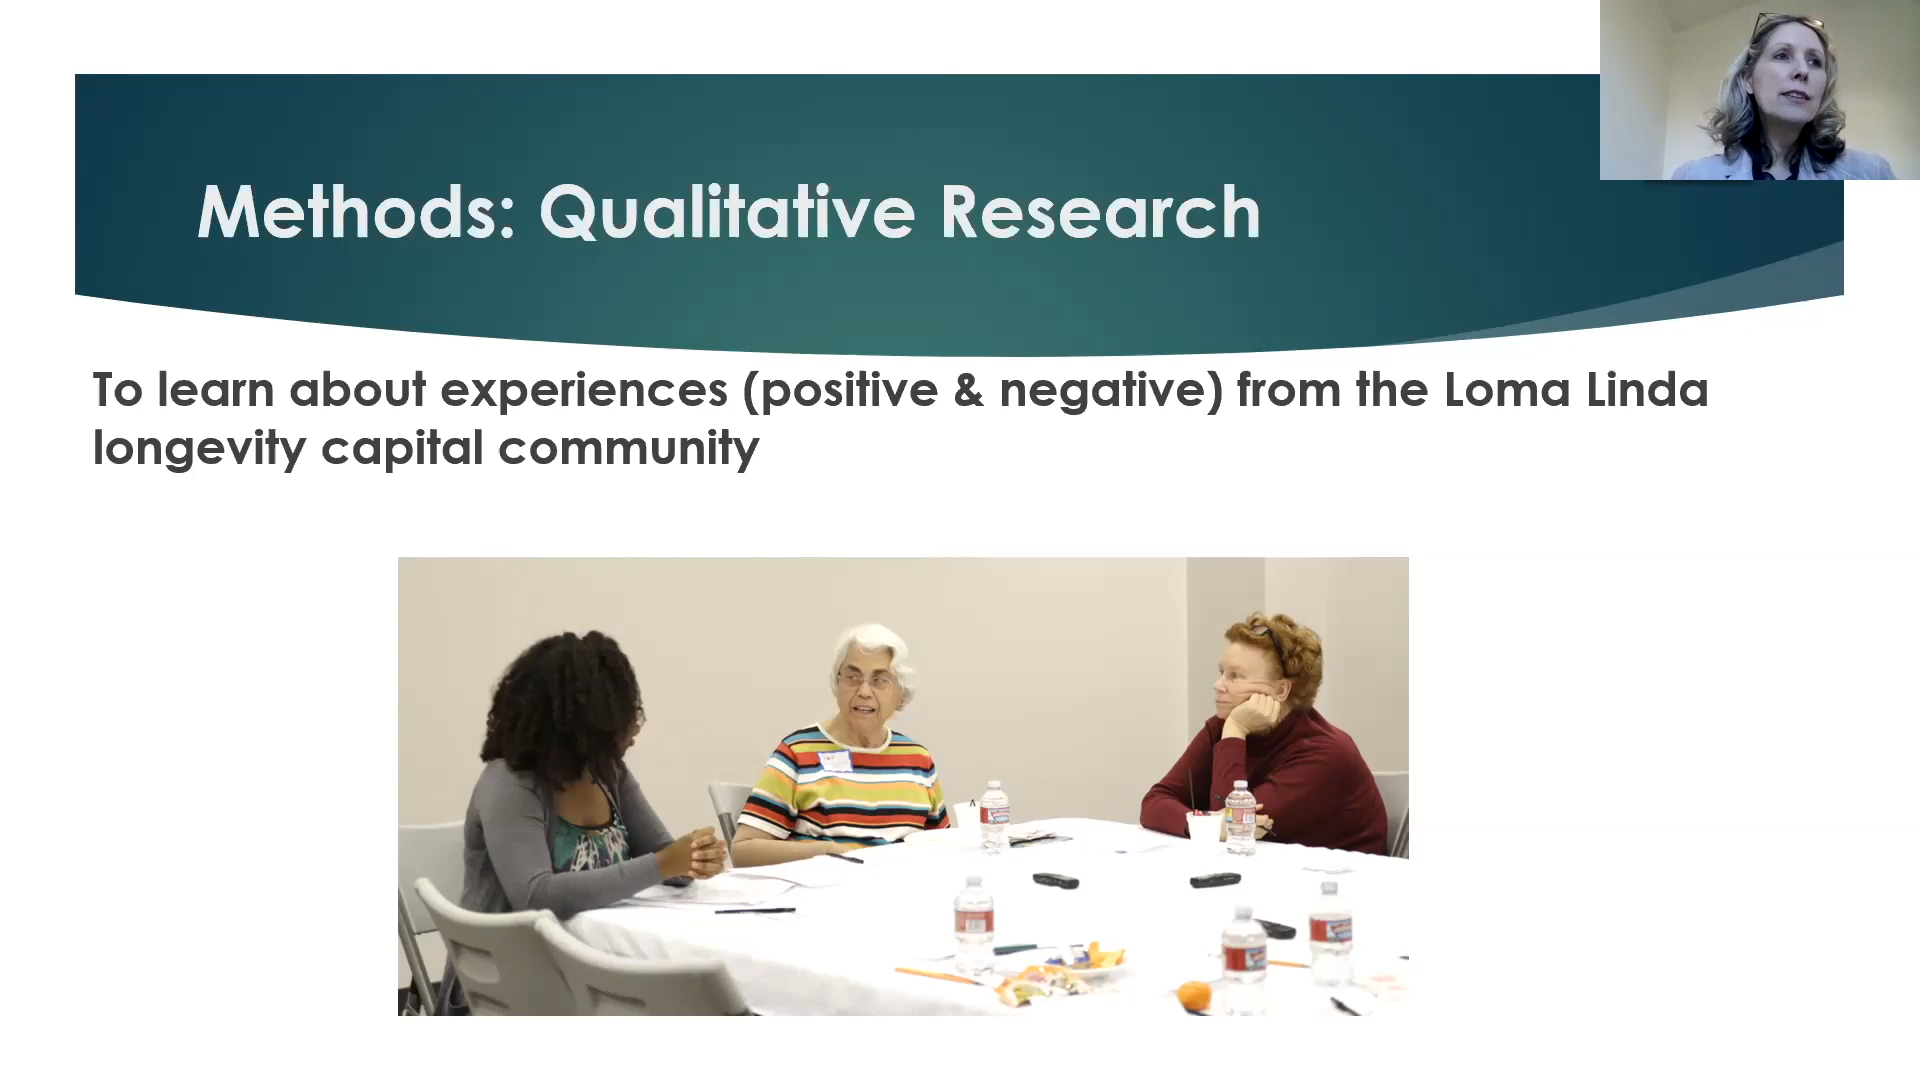 Methods: Qualitative Research
To learn about experiences (positive & negative) from the Loma Linda
longevity capital community